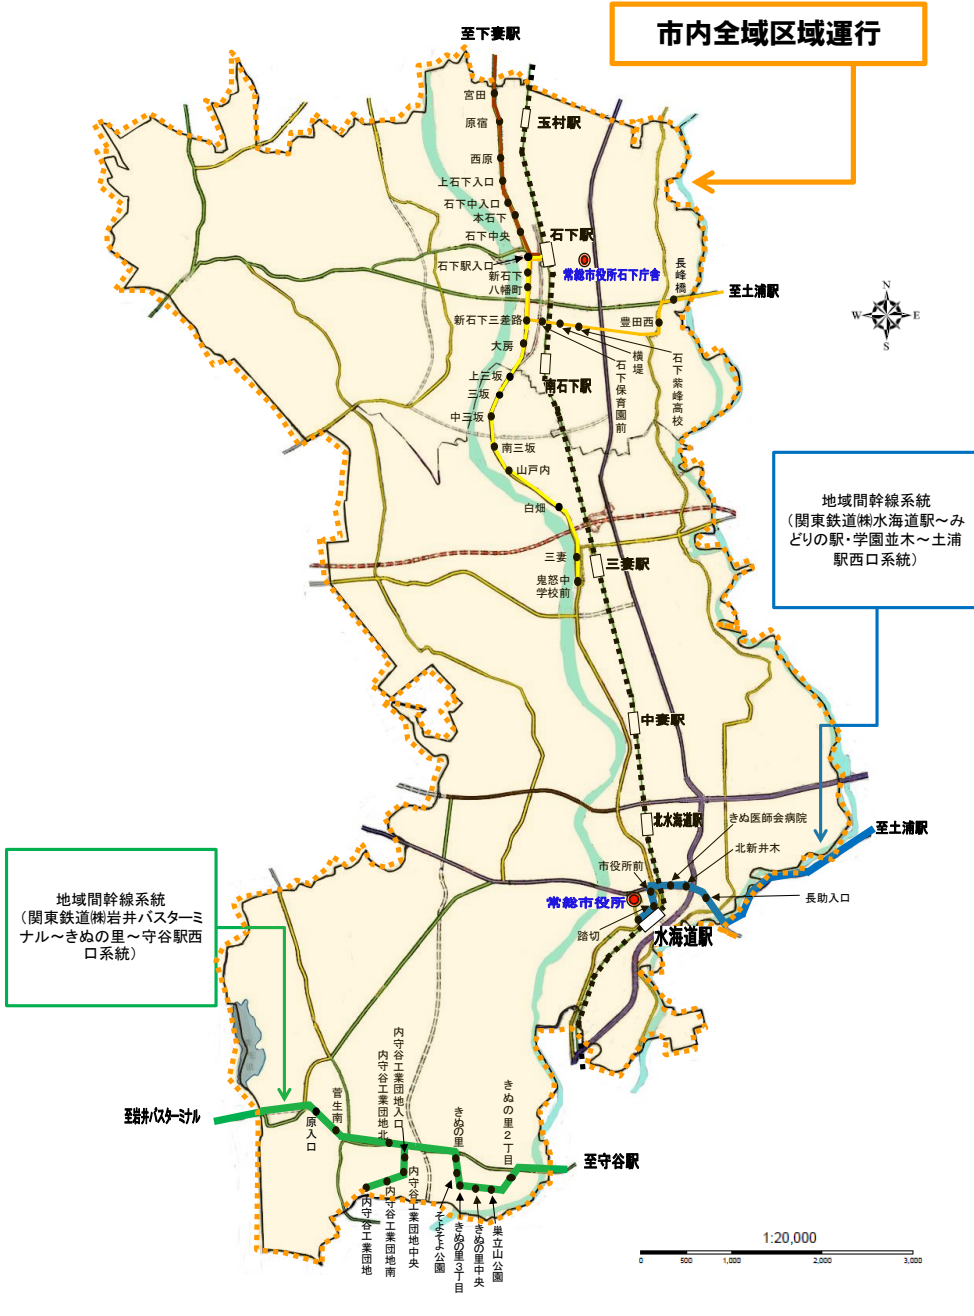 市内全域区域運行
至下妻駅
宮田
原宿
玉村駅
西原
上石下入口
石下中入口
本石下
石下中央
石下駅
石下駅入口
常総市役所石下庁舎
新石下
八幡町
長峰橋
至土浦駅
新石下三差路
豊田西
大房
横堤
石下保育園前
石下紫峰高校
上三坂
南石下駅
三坂
中三坂
南三坂
山戸内
白畑
三妻
三妻駅
鬼怒中
学校前
N
W
E
S
地域間幹線系統
（関東鉄道㈱水海道駅～み
どりの駅・学園並木～土浦
駅西口系統）
中妻駅
北水海道駅
きぬ医師会病院
至土浦駅
北新井木
市役所前
常総市役所
長助入口
踏切
水海道駅
地域間幹線系統
（関東鉄道㈱岩井バスターミ
ナル～きぬの里～守谷駅西
口系統）
至岩井バスターミナル
原入口
菅生南
内守谷工業団地北
内守谷工業団地入口
きぬの里
きぬの里２丁目
至守谷駅
内守谷工業団地
内守谷工業団地南
内守谷工業団地中央
そよそよ公園
きぬの里３丁目
きぬの里中央
巣立山公園
1:20,000
0 500 1,000 2,000 3,000